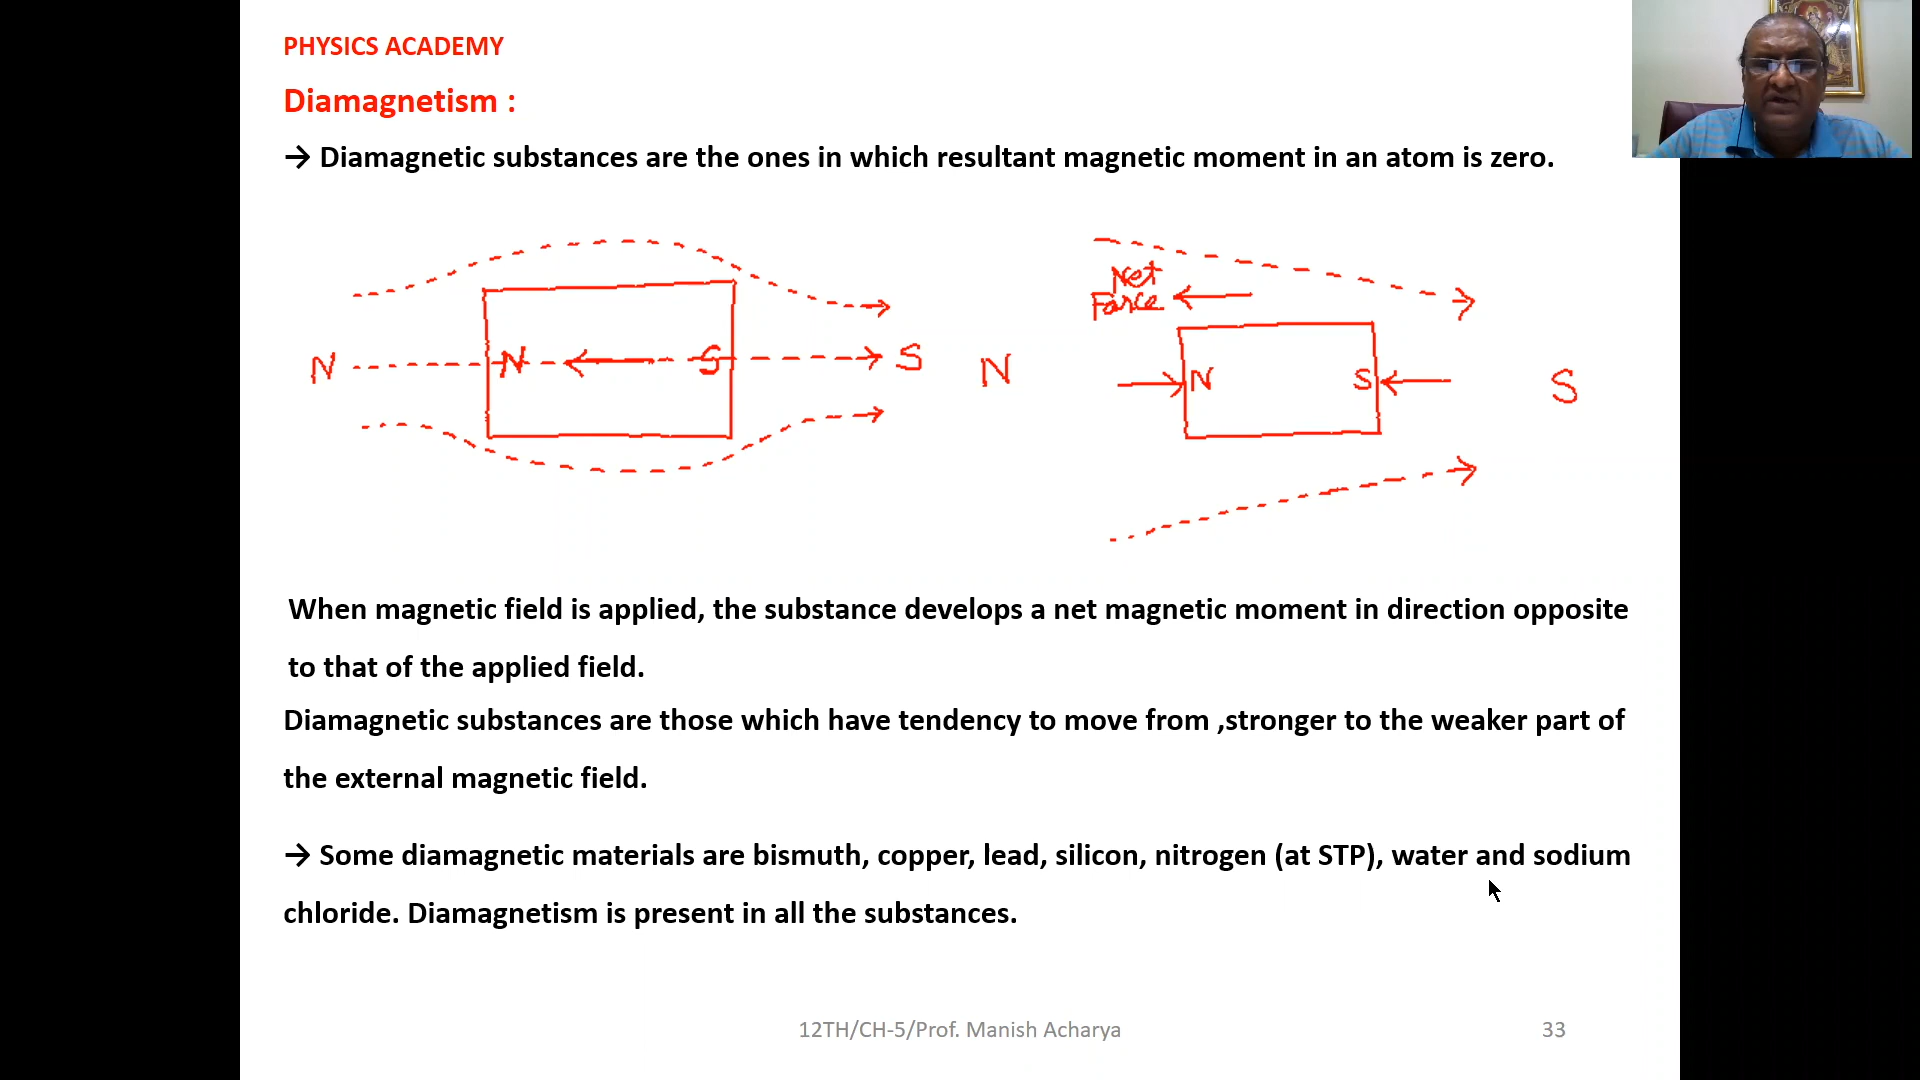 PHYSICS ACADEMY
Diamagnetism :
→ Diamagnetic substances are the ones in which resultant magnetic moment in an atom is zero.
N N S S
N Net
Force N S S
When magnetic field is applied, the substance develops a net magnetic moment in direction opposite
to that of the applied field.
Diamagnetic substances are those which have tendency to move from ,stronger to the weaker part of
the external magnetic field.
→ Some diamagnetic materials are bismuth, copper, lead, silicon, nitrogen (at STP), water and sodium
chloride. Diamagnetism is present in all the substances.
12TH/CH-5/Prof. Manish Acharya
33